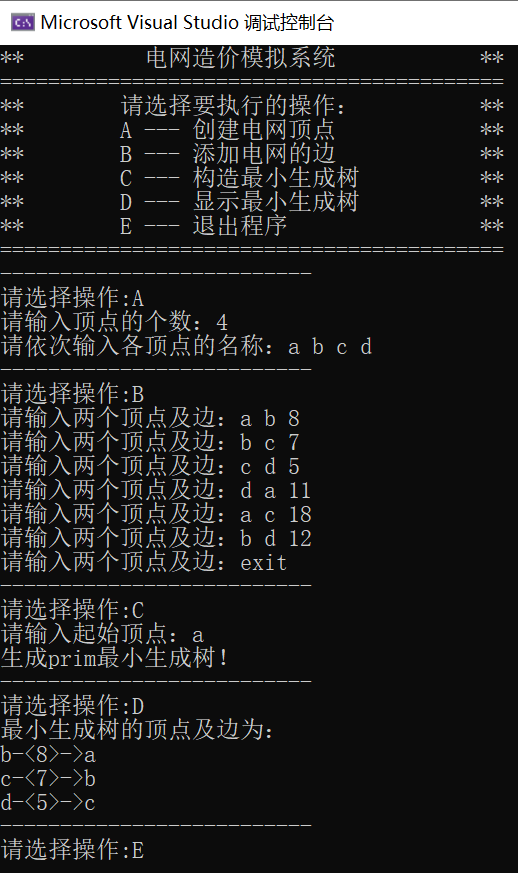 Microsoft Visual Studio 调试控制台
** 电网造价模拟系统 **
==========================================
** 请选择要执行的操作: **
** A --- 创建电网顶点 **
** B --- 添加电网的边 **
** C --- 构造最小生成树 **
** D --- 显示最小生成树 **
** E --- 退出程序 **
==========================================
--------------------------
请选择操作:A
请输入顶点的个数: 4
请依次输入各顶点的名称: a b c d
--------------------------
请选择操作:B
请输入两个顶点及边: a b 8
请输入两个顶点及边: b c 7
请输入两个顶点及边: c d 5
请输入两个顶点及边: d a 11
请输入两个顶点及边: a c 18
请输入两个顶点及边: b d 12
请输入两个顶点及边: exit
--------------------------
请选择操作:C
请输入起始顶点: a
生成prim最小生成树!
--------------------------
请选择操作:D
最小生成树的顶点及边为:
b-<8>->a
c-<7>->b
d-<5>->c
--------------------------
请选择操作:E